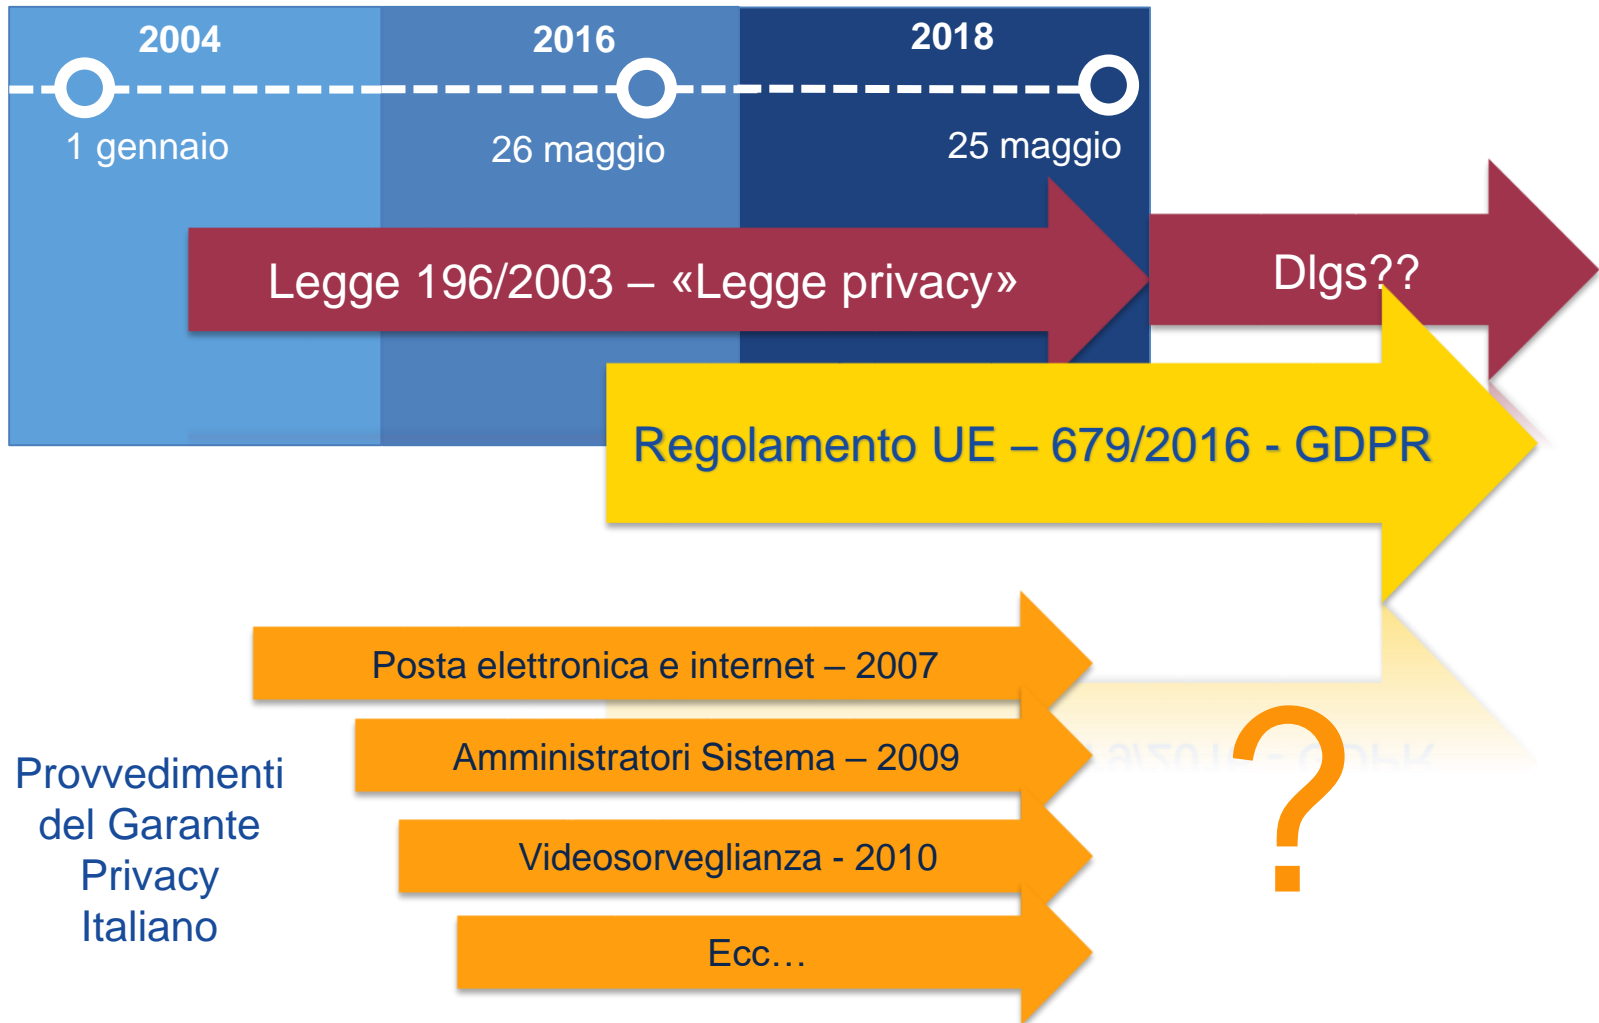 2004
2016
2018
1 gennaio
26 maggio
25 maggio
Legge 196/2003 – «Legge privacy»
Dlgs??
Regolamento UE – 679/2016 - GDPR
Posta elettronica e internet – 2007
Amministratori Sistema – 2009
Videosorveglianza - 2010
Ecc…
Provvedimenti
del Garante
Privacy
Italiano
?